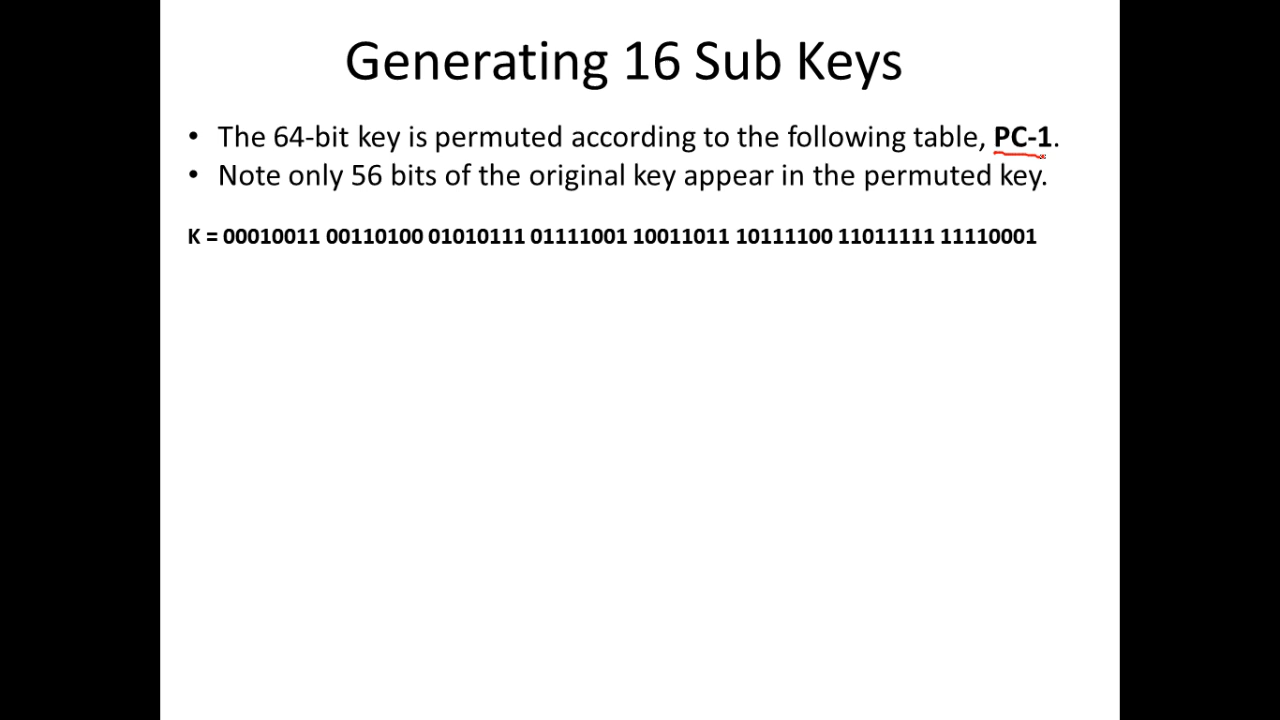 Generating 16 Sub Keys
• The 64-bit key is permuted according to the following table, PC-1.
• Note only 56 bits of the original key appear in the permuted key.
K = 00010011 00110100 01010111 01111001 10011011 10111100 11011111 11110001